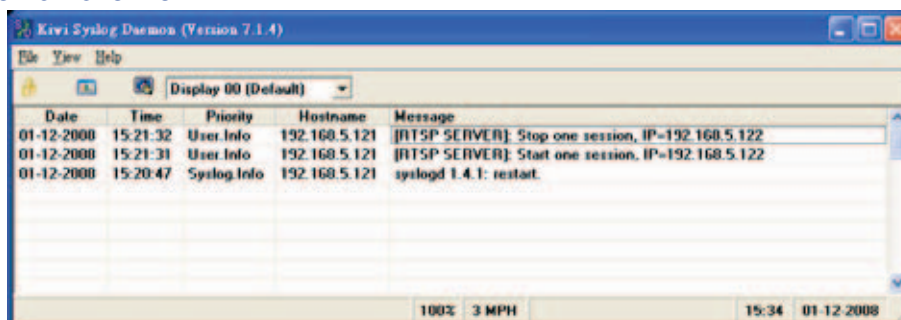 Kiwi Syslog Daemon (Version 7.1.4)
File View Help
Display 00 (Default)
Date Time Priority Hostname Message
01-12-2008 15:21:32 User.Info 192.168.5.121 [RTSP SERVER]: Stop one session, IP=192.168.5.122
01-12-2008 15:21:31 User.Info 192.168.5.121 [RTSP SERVER]: Start one session, IP=192.168.5.122
01-12-2008 15:20:47 Syslog.Info 192.168.5.121 syslogd 1.4.1: restart.
100% 3 MPH 15:34 01-12-2008